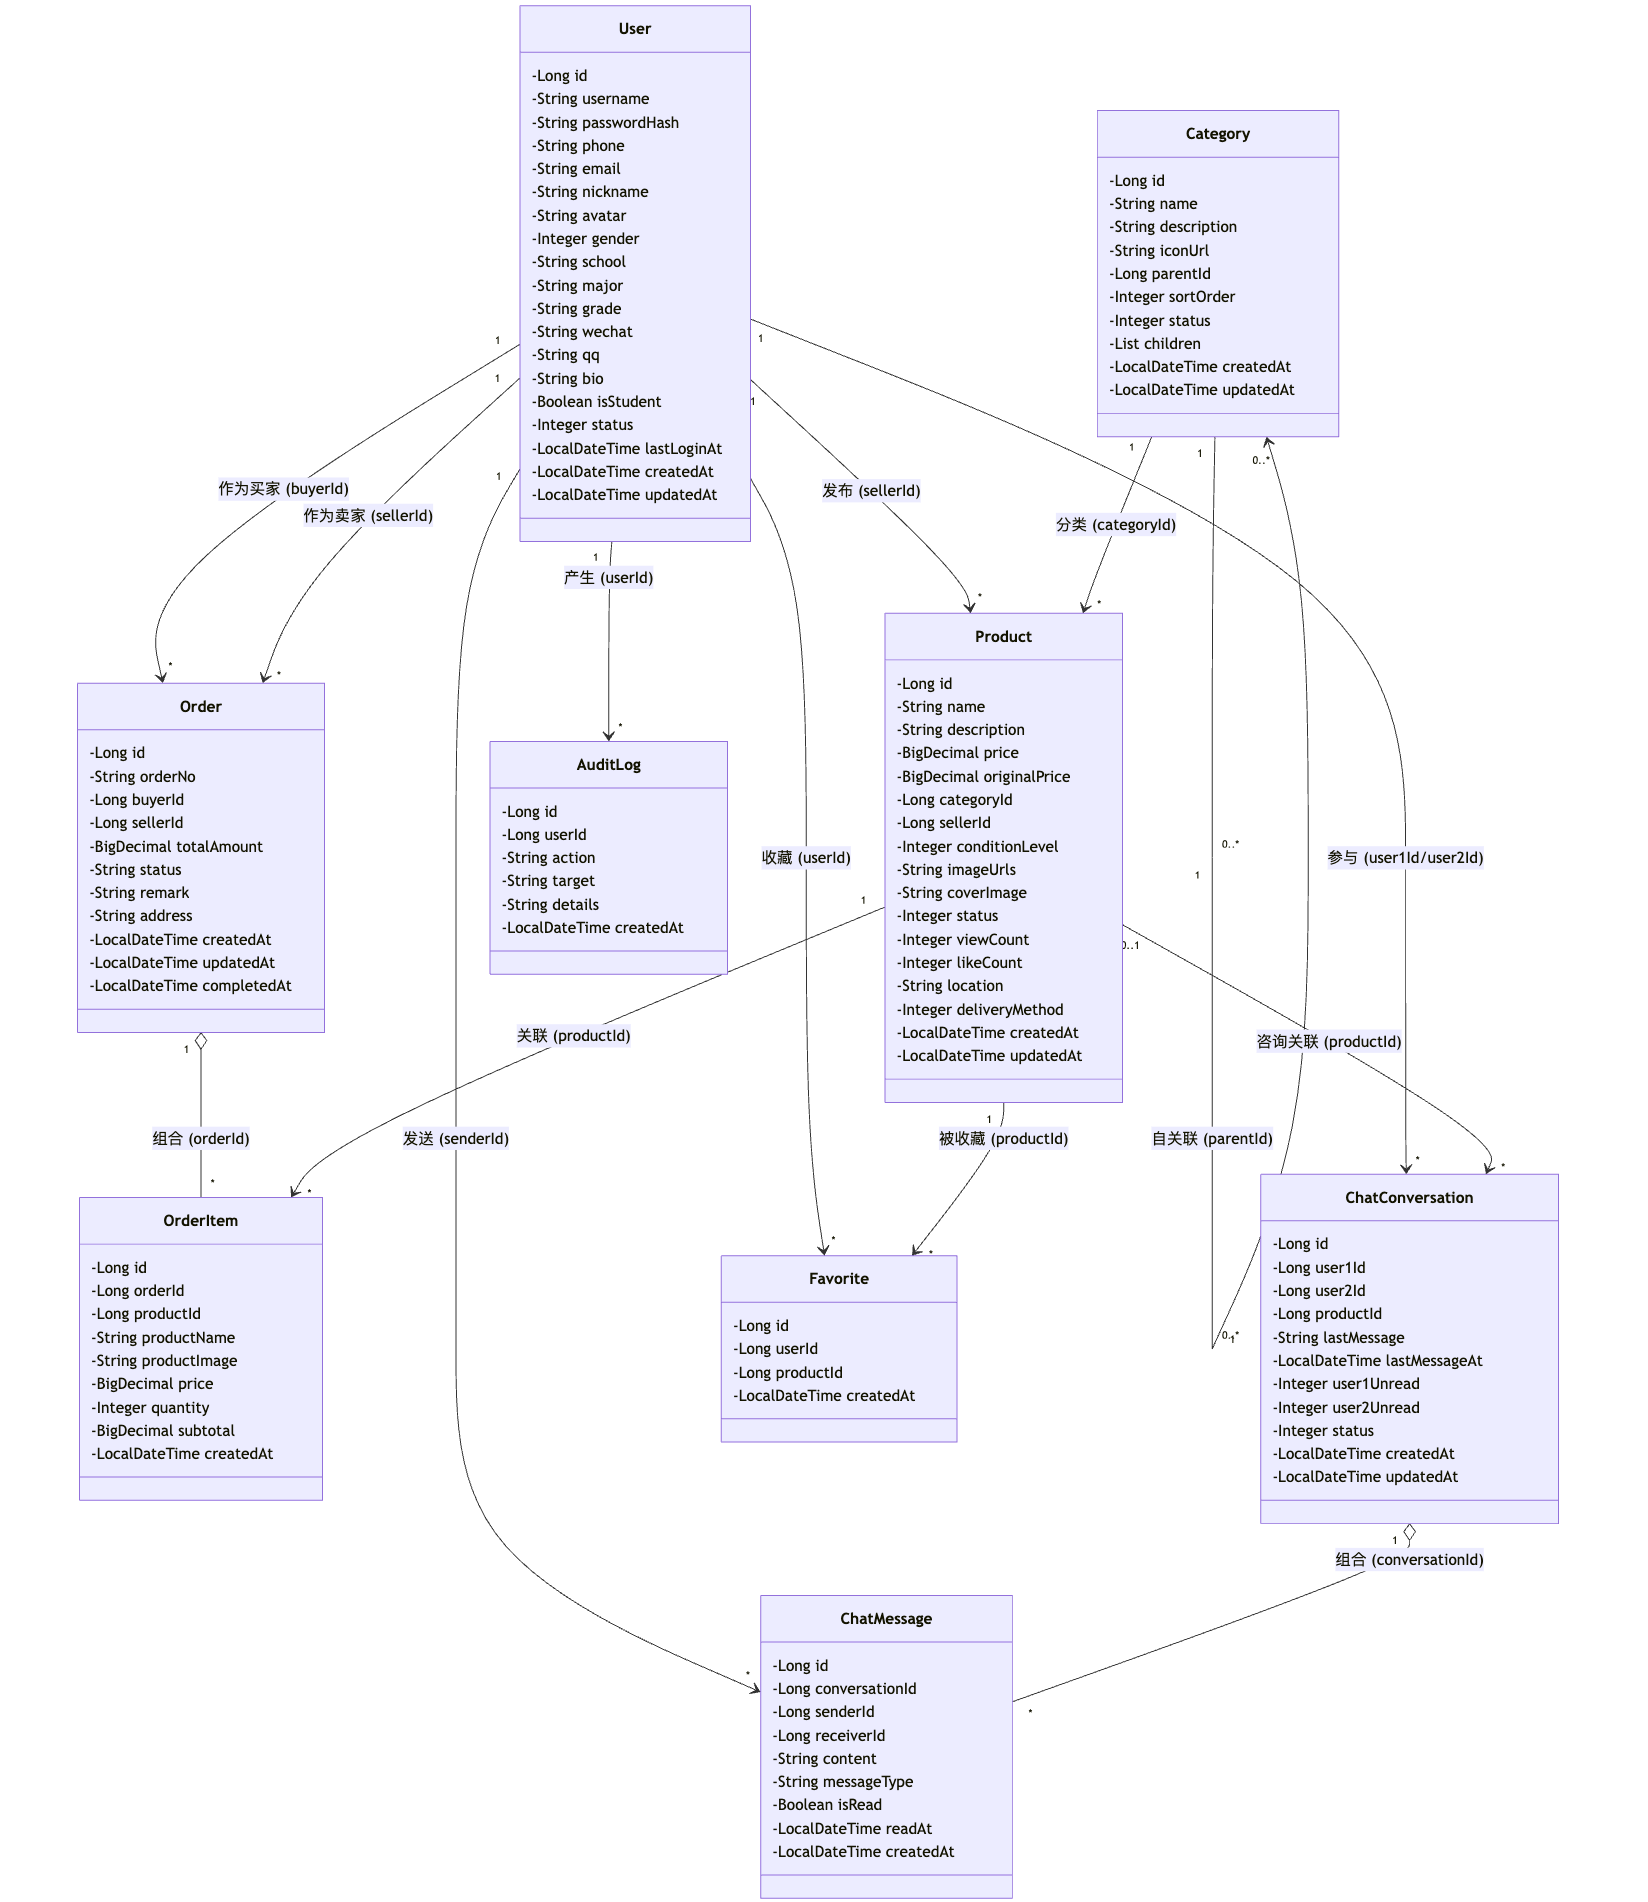 User
-Long id
-String username
-String passwordHash
-String phone
-String email
-String nickname
-String avatar
-Integer gender
-String school
-String major
-String grade
-String wechat
-String qq
-String bio
-Boolean isStudent
-Integer status
-LocalDateTime lastLoginAt
-LocalDateTime createdAt
-LocalDateTime updatedAt
Category
-Long id
-String name
-String description
-String iconUrl
-Long parentId
-Integer sortOrder
-Integer status
-List children
-LocalDateTime createdAt
-LocalDateTime updatedAt
1
1
1
1
1
1
1
1
0..*
作为买家 (buyerId)
作为卖家 (sellerId)
发布 (sellerId)
分类 (categoryId)
1
产生 (userId)
*
*
*
*
*
Order
-Long id
-String orderNo
-Long buyerId
-Long sellerId
-BigDecimal totalAmount
-String status
-String remark
-String address
-LocalDateTime createdAt
-LocalDateTime updatedAt
-LocalDateTime completedAt
AuditLog
-Long id
-Long userId
-String action
-String target
-String details
-LocalDateTime createdAt
收藏 (userId)
Product
-Long id
-String name
-String description
-BigDecimal price
-BigDecimal originalPrice
-Long categoryId
-Long sellerId
-Integer conditionLevel
-String imageUrls
-String coverImage
-Integer status
-Integer viewCount
-Integer likeCount
-String location
-Integer deliveryMethod
-LocalDateTime createdAt
-LocalDateTime updatedAt
0..*
1
参与 (user1Id/user2Id)
1
0..1
关联 (productId)
咨询关联 (productId)
1
1
组合 (orderId)
发送 (senderId)
被收藏 (productId)
自关联 (parentId)
*
*
*
*
*
*
OrderItem
-Long id
-Long orderId
-Long productId
-String productName
-String productImage
-BigDecimal price
-Integer quantity
-BigDecimal subtotal
-LocalDateTime createdAt
Favorite
-Long id
-Long userId
-Long productId
-LocalDateTime createdAt
0..*
1
ChatConversation
-Long id
-Long user1Id
-Long user2Id
-Long productId
-String lastMessage
-LocalDateTime lastMessageAt
-Integer user1Unread
-Integer user2Unread
-Integer status
-LocalDateTime createdAt
-LocalDateTime updatedAt
1
组合 (conversationId)
*
*
ChatMessage
-Long id
-Long conversationId
-Long senderId
-Long receiverId
-String content
-String messageType
-Boolean isRead
-LocalDateTime readAt
-LocalDateTime createdAt